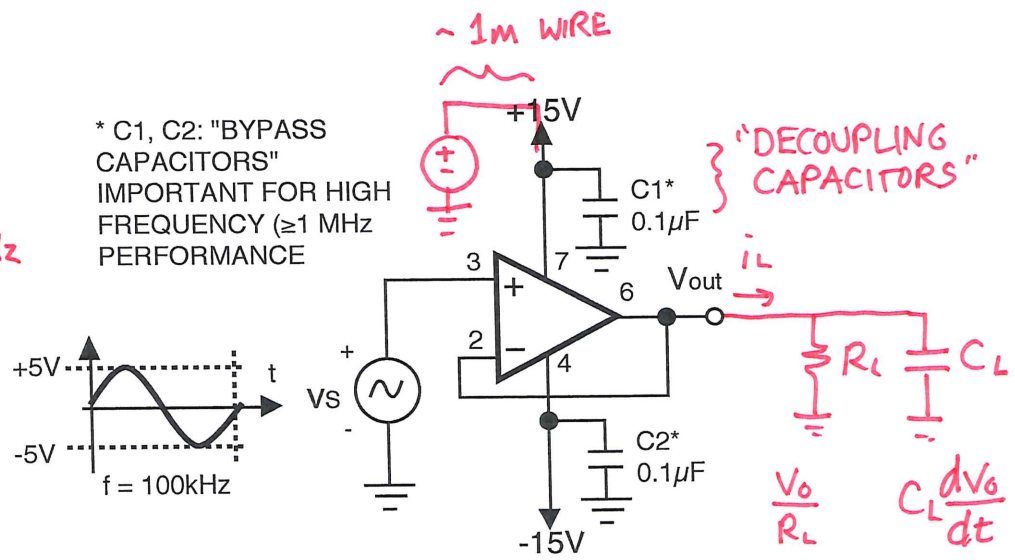 ~ 1m WIRE
* C1, C2: "BYPASS
CAPACITORS"
IMPORTANT FOR HIGH
FREQUENCY (≥1 MHz
PERFORMANCE
+
-
+15V
C1*
0.1µF
"DECOUPLING
CAPACITORS"
3
7
+
6
Vout
iL
2
-
4
RL
CL
+5V
t
-5V
f = 100kHz
+
Vs
-
C2*
0.1µF
-15V
Vo
RL
CL dVo
dt